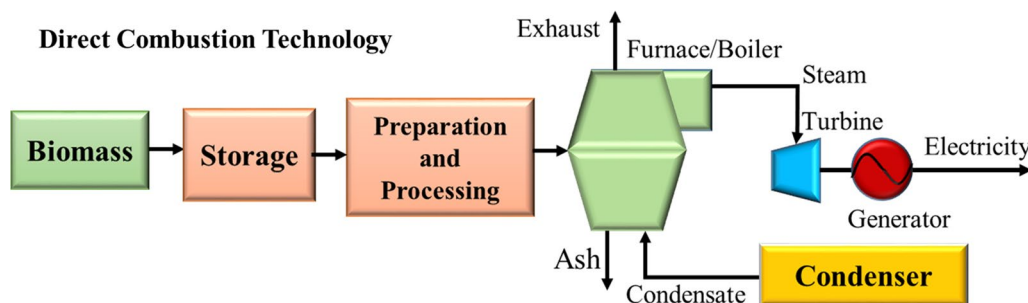 Direct Combustion Technology
Exhaust
Furnace/Boiler
Steam
Biomass
Storage
Preparation
and
Processing
Turbine
Electricity
Generator
Ash
Condensate
Condenser